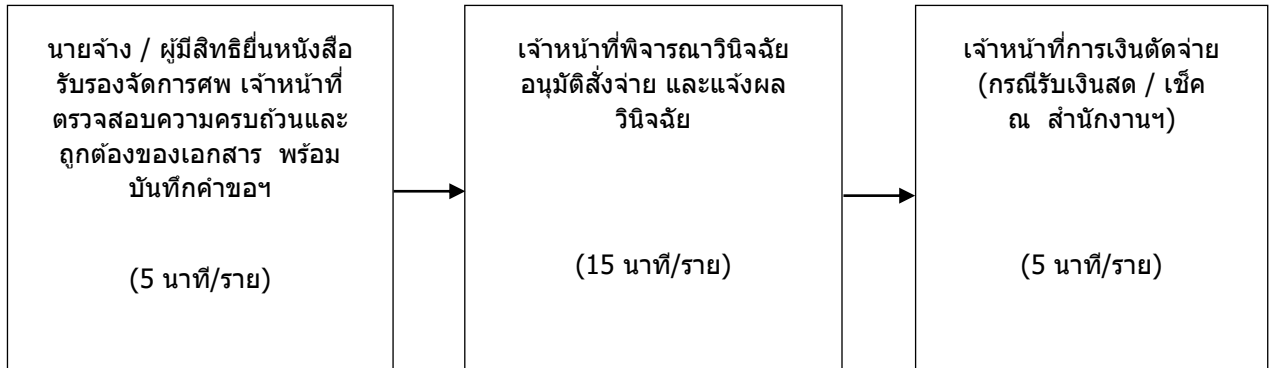 นายจ้าง / ผู้มีสิทธิยื่นหนังสือ
รับรองจัดการศพ เจ้าหน้าที่
ตรวจสอบความครบถ้วนและ
ถูกต้องของเอกสาร พร้อม
บันทึกคำขอฯ
(5 นาที/ราย)
เจ้าหน้าที่พิจารณาวินิจฉัย
อนุมัติสั่งจ่าย และแจ้งผล
วินิจฉัย
(15 นาที/ราย)
เจ้าหน้าที่การเงินตัดจ่าย
(กรณีรับเงินสด / เช็ค
ณ สำนักงานฯ)
(5 นาที/ราย)